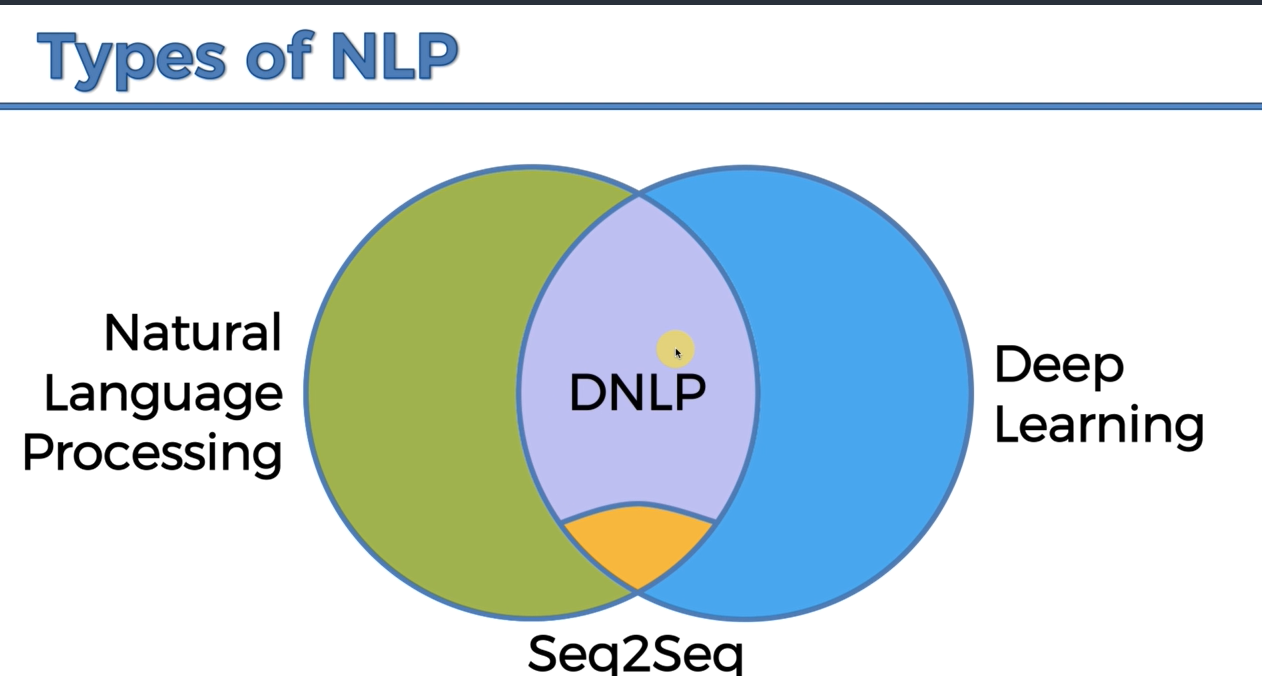 Types of NLP
Natural
Language
Processing
DNLP
Deep
Learning
Seq2Seq